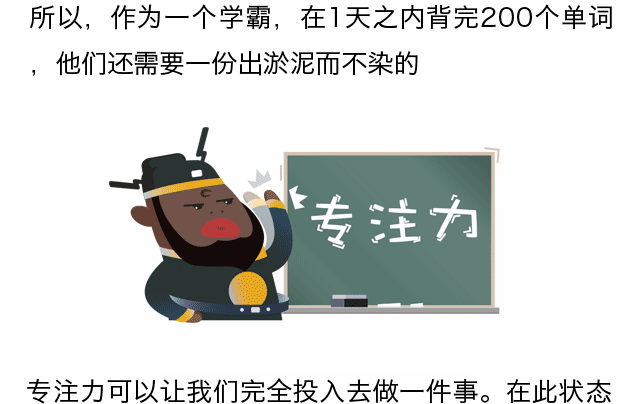 所以，作为一个学霸，在1天之内背完200个单词
，他们还需要一份出淤泥而不染的
专注力
专注力可以让我们完全投入去做一件事。在此状态